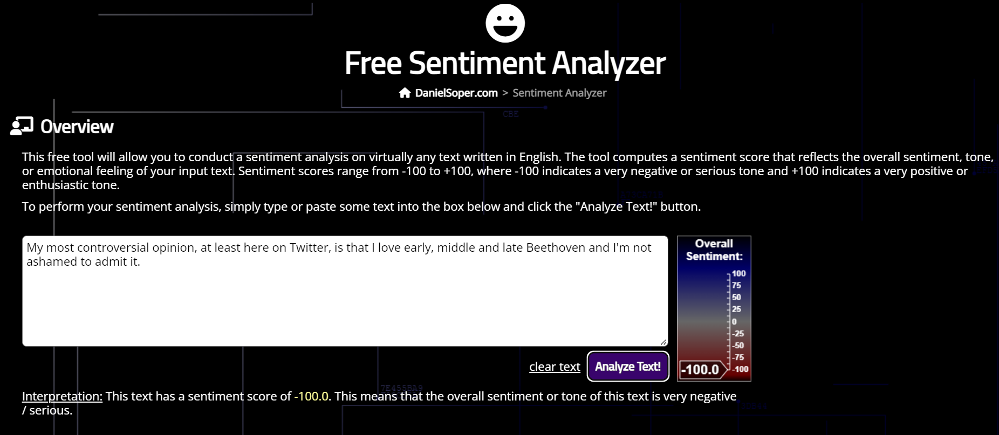 Free Sentiment Analyzer
DanielSoper.com > Sentiment Analyzer
CBE
Overview
This free tool will allow you to conduct a sentiment analysis on virtually any text written in English. The tool computes a sentiment score that reflects the overall sentiment, tone,
or emotional feeling of your input text. Sentiment scores range from -100 to +100, where -100 indicates a very negative or serious tone and +100 indicates a very positive or
enthusiastic tone.
To perform your sentiment analysis, simply type or paste some text into the box below and click the "Analyze Text!" button.
My most controversial opinion, at least here on Twitter, is that I love early, middle and late Beethoven and I'm not
ashamed to admit it.
Overall
Sentiment:
100
75
50
25
0
-25
-50
-75
-100
-100.0
clear text
Analyze Text!
7E455BA9
Interpretation: This text has a sentiment score of -100.0. This means that the overall sentiment or tone of this text is very negative
/ serious.